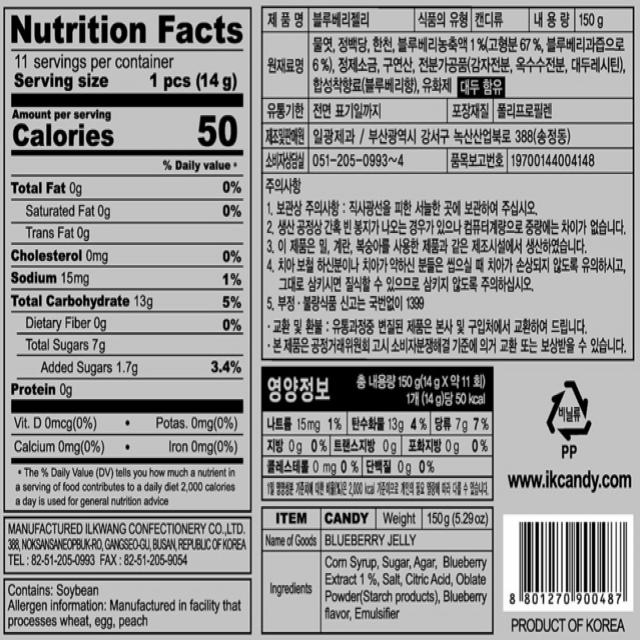 Nutrition Facts
11 servings per container
Serving size 1 pcs (14 g)
Amount per serving
Calories 50
% Daily value *
Total Fat 0g 0%
Saturated Fat 0g 0%
Trans Fat 0g
Cholesterol 0mg 0%
Sodium 15mg 1%
Total Carbohydrate 13g 5%
Dietary Fiber 0g 0%
Total Sugars 7g
Added Sugars 1.7g 3.4%
Protein 0g
Vit. D 0mcg(0%) • Potas. 0mg(0%)
Calcium 0mg(0%) • Iron 0mg(0%)
* The % Daily Value (DV) tells you how much a nutrient in
a serving of food contributes to a daily diet 2,000 calories
a day is used for general nutrition advice
MANUFACTURED ILKWANG CONFECTIONERY CO.,LTD.
388, NOKSANSANEOPBUK-RO, GANGSEO-GU, BUSAN, REPUBLIC OF KOREA
TEL : 82-51-205-0993 FAX : 82-51-205-9054
Contains: Soybean
Allergen information: Manufactured in facility that
processes wheat, egg, peach
제 품 명 블루베리젤리 식품의 유형 캔디류 내 용 량 150 g
원재료명 물엿, 정백당, 한천, 블루베리농축액 1%(고형분 67%, 블루베리과즙으로
6%), 정제소금, 구연산, 전분가공품(감자전분, 옥수수전분, 대두레시틴),
합성착향료(블루베리향), 유화제 대두 함유
유통기한 전면 표기일까지 포장재질 폴리프로필렌
제조및판매원 일광제과 / 부산광역시 강서구 녹산산업북로 388(송정동)
소비자상담실 051-205-0993~4 품목보고번호 19700144004148
주의사항
1. 보관상 주의사항 : 직사광선을 피한 서늘한 곳에 보관하여 주십시오.
2. 생산 공정상 간혹 빈 봉지가 나오는 경우가 있으나 컴퓨터계량으로 중량에는 차이가 없습니다.
3. 이 제품은 밀, 계란, 복숭아를 사용한 제품과 같은 제조시설에서 생산하였습니다.
4. 치아 보철 하신분이나 치아가 약하신 분들은 씹으실 때 치아가 손상되지 않도록 유의하시고,
그대로 삼키시면 질식할 수 있으므로 삼키지 않도록 주의하십시오.
5. 부정·불량식품 신고는 국번없이 1399
· 교환 및 환불 : 유통과정중 변질된 제품은 본사 및 구입처에서 교환하여 드립니다.
· 본 제품은 공정거래위원회 고시 소비자분쟁해결 기준에 의거 교환 또는 보상받을 수 있습니다.
영양정보 총 내용량 150 g(14 g X 약 11 회)
1개 (14 g)당 50 kcal
나트륨 15mg 1% 탄수화물 13g 4% 당류 7g 7%
지방 0g 0% 트랜스지방 0g 포화지방 0g 0%
콜레스테롤 0 mg 0% 단백질 0g 0%
1일 영양성분 기준치에 대한 비율(%)은 2,000 kcal 기준이므로 개인의 필요 열량에 따라 다를 수 있습니다.
ITEM CANDY Weight 150 g (5.29 oz)
Name of Goods BLUEBERRY JELLY
Ingredients Corn Syrup, Sugar, Agar, Blueberry
Extract 1 %, Salt, Citric Acid, Oblate
Powder(Starch products), Blueberry
flavor, Emulsifier
비닐류
PP
www.ikcandy.com
8 801270 900487
PRODUCT OF KOREA